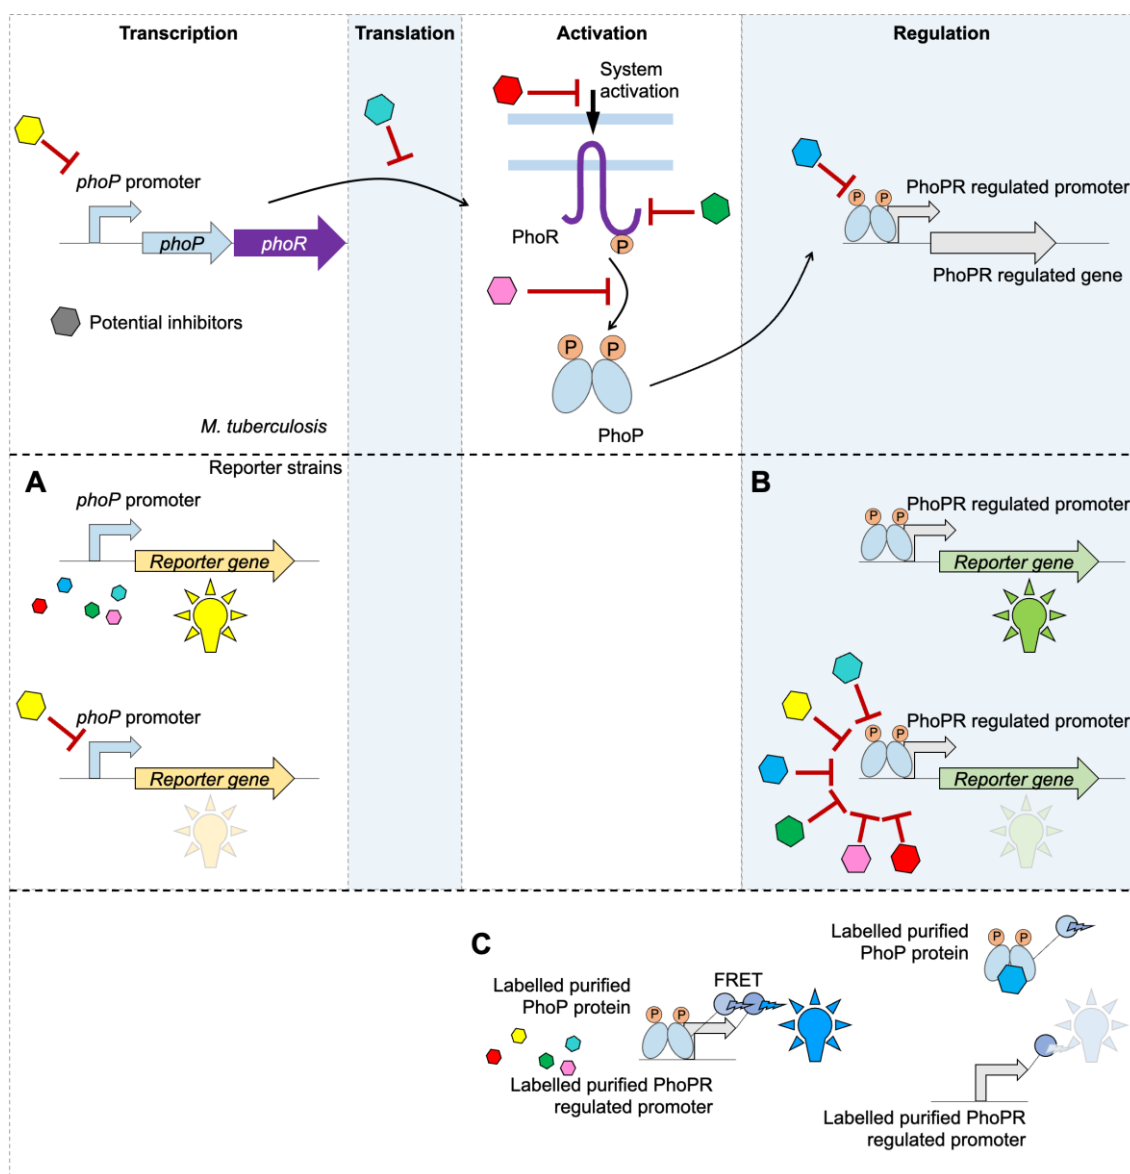 Transcription
Translation
Activation
Regulation
System
activation
phoP promoter
phoP
phoR
PhoR
P
Potential inhibitors
P
P
PhoP
P
P
PhoPR regulated promoter
PhoPR regulated gene
M. tuberculosis
Reporter strains
A
phoP promoter
Reporter gene
phoP promoter
Reporter gene
B
PhoPR regulated promoter
P
P
Reporter gene
PhoPR regulated promoter
P
P
Reporter gene
C
Labelled purified
PhoP protein
FRET
P
P
Labelled purified PhoPR
regulated promoter
Labelled purified
PhoP protein
P
P
Labelled purified PhoPR
regulated promoter